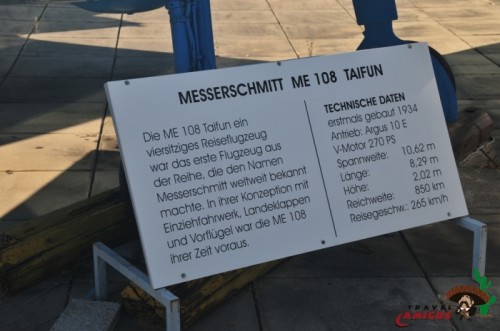 MESSERSCHMITT ME 108 TAIFUN
Die ME 108 Taifun ein
viersitziges Reiseflugzeug
war das erste Flugzeug aus
der Reihe, die den Namen
Messerschmitt weltweit bekannt
machte. In ihrer Konzeption mit
Einziehfahrwerk, Landeklappen
und Vorflügel war die ME 108
ihrer Zeit voraus.
TECHNISCHE DATEN
erstmals gebaut 1934
Antrieb: Argus 10 E
V-Motor 270 PS
Spannweite: 10,62 m
Länge: 8,29 m
Höhe: 2,02 m
Reichweite: 850 km
Reisegeschw.: 265 km/h
TRAVEL
AMIGOS